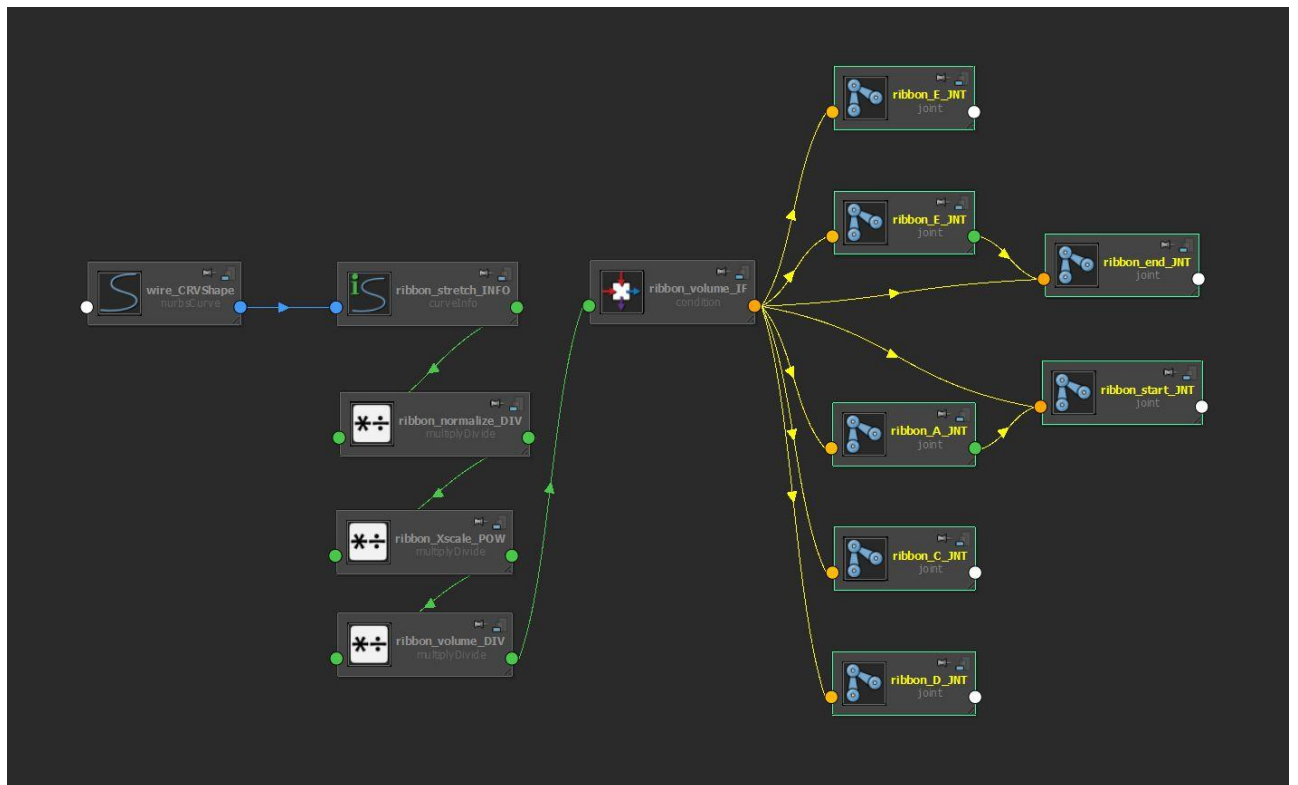 wire_CRVShape
nurbsCurve
ribbon_stretch_INFO
curveInfo
ribbon_normalize_DIV
multiplyDivide
ribbon_Xscale_POW
multiplyDivide
ribbon_volume_DIV
multiplyDivide
ribbon_volume_IF
condition
ribbon_E_JNT
joint
ribbon_E_JNT
joint
ribbon_end_JNT
joint
ribbon_start_JNT
joint
ribbon_A_JNT
joint
ribbon_C_JNT
joint
ribbon_D_JNT
joint